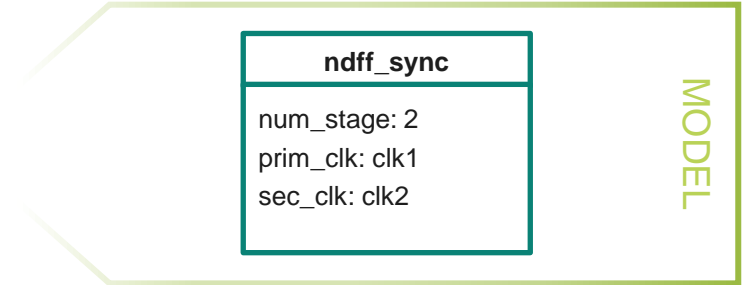 ndff_sync
num_stage: 2
prim_clk: clk1
sec_clk: clk2
MODEL